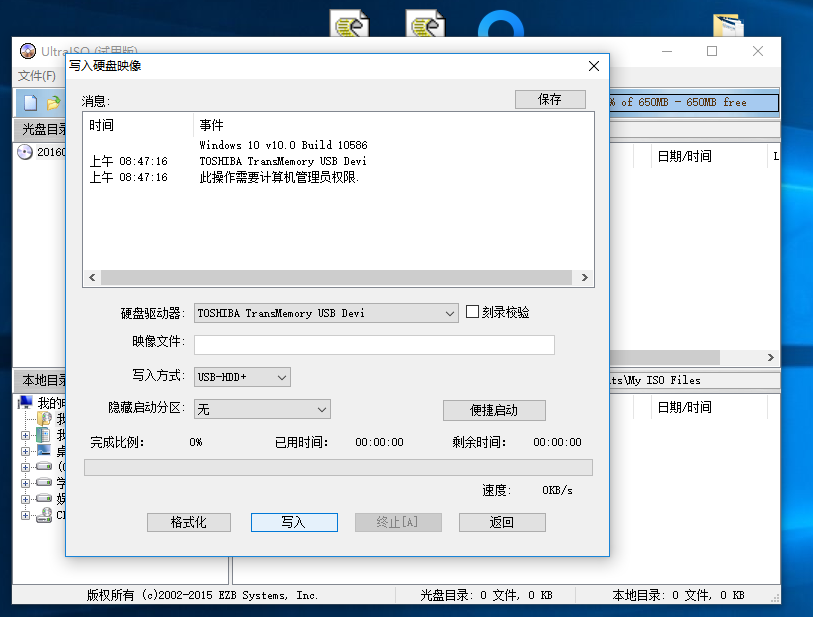 UltraISO (试用版)
文件(F)
写入硬盘映像
消息:
保存
% of 650MB - 650MB free
时间 事件
Windows 10 v10.0 Build 10586
上午 08:47:16 TOSHIBA TransMemory USB Devi
上午 08:47:16 此操作需要计算机管理员权限.
光盘目录
日期/时间
硬盘驱动器: TOSHIBA TransMemory USB Devi 刻录校验
映像文件:
写入方式: USB-HDD+
隐藏启动分区: 无 便捷启动
完成比例: 0% 已用时间: 00:00:00 剩余时间: 00:00:00
速度: 0KB/s
格式化 写入 终止[A] 返回
本地目录
ts\My ISO Files
日期/时间
我的
版权所有 (c)2002-2015 EZB Systems, Inc. 光盘目录: 0 文件, 0 KB 本地目录: 0 文件, 0 KB